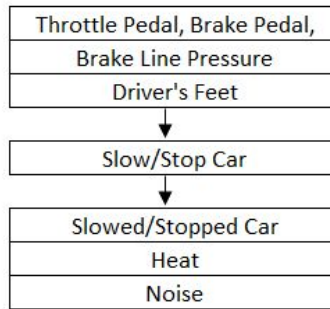 Throttle Pedal, Brake Pedal,
Brake Line Pressure
Driver's Feet
Slow/Stop Car
Slowed/Stopped Car
Heat
Noise